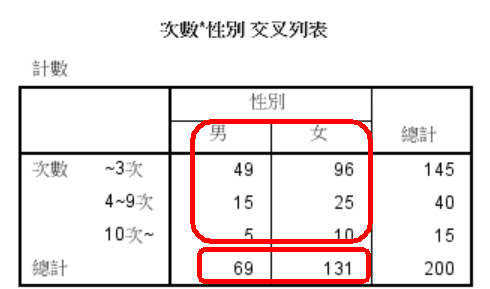 次數*性別 交叉列表
計數
性別
男 女 總計
次數 ~3次 49 96 145
4~9次 15 25 40
10次~ 5 10 15
總計 69 131 200